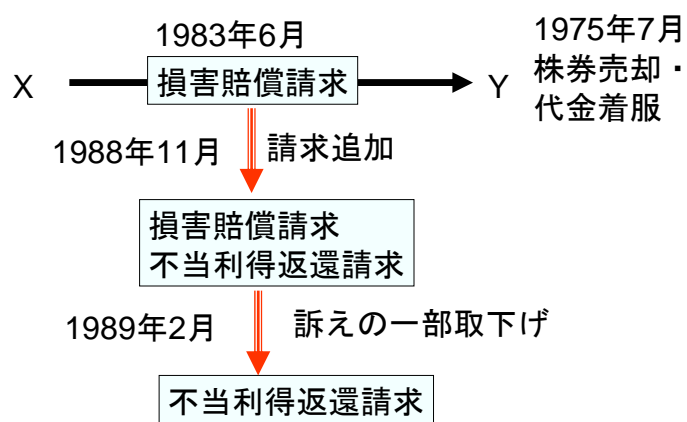 1983年6月
X
損害賠償請求
Y
1975年7月
株券売却・
代金着服
1988年11月
請求追加
損害賠償請求
不当利得返還請求
1989年2月
訴えの一部取下げ
不当利得返還請求